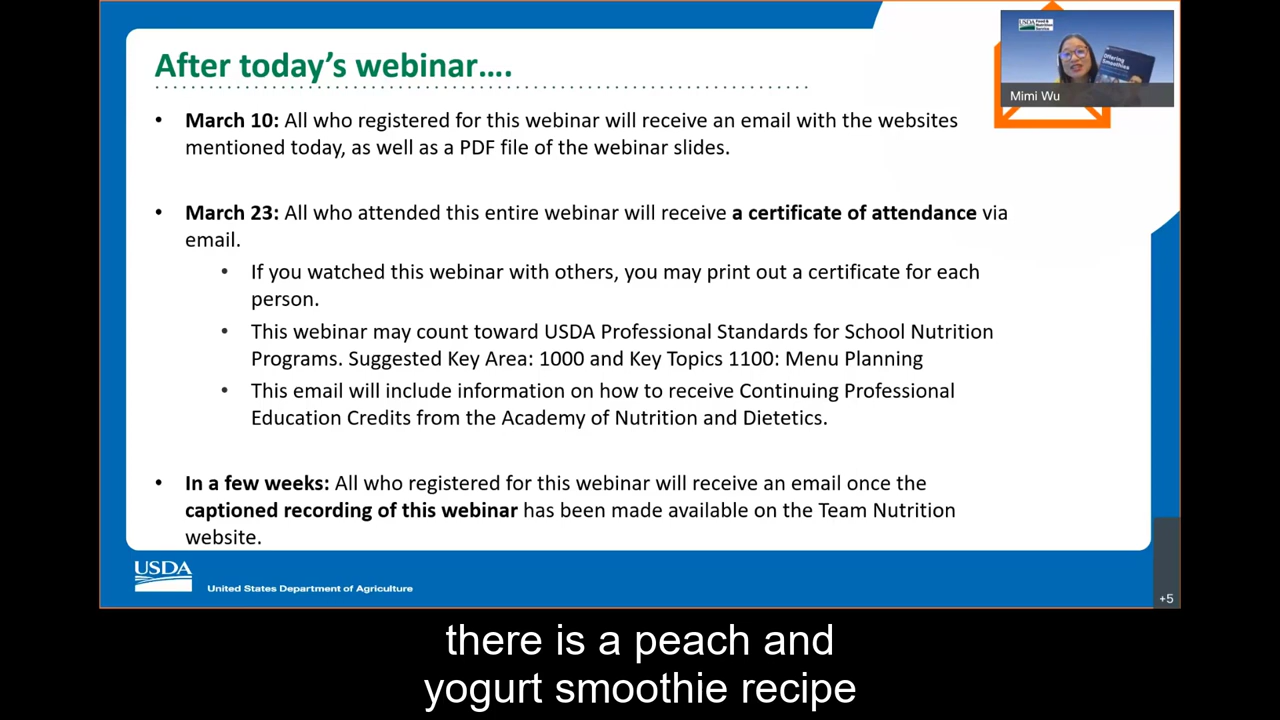 After today's webinar....
• March 10: All who registered for this webinar will receive an email with the websites
mentioned today, as well as a PDF file of the webinar slides.
• March 23: All who attended this entire webinar will receive a certificate of attendance via
email.
• If you watched this webinar with others, you may print out a certificate for each
person.
• This webinar may count toward USDA Professional Standards for School Nutrition
Programs. Suggested Key Area: 1000 and Key Topics 1100: Menu Planning
• This email will include information on how to receive Continuing Professional
Education Credits from the Academy of Nutrition and Dietetics.
• In a few weeks: All who registered for this webinar will receive an email once the
captioned recording of this webinar has been made available on the Team Nutrition
website.
USDA
United States Department of Agriculture
USDA
Food &
Nutrition
Service
Offering
Smoothies
Mimi Wu
+5
there is a peach and
yogurt smoothie recipe